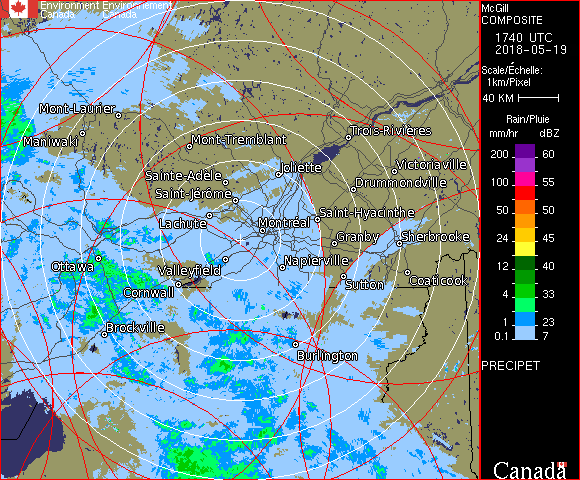 Environment Environnement
Canada Canada
Mont-Laurier
Maniwaki
Mont-Tremblant
Trois-Rivières
Joliette
Victoriaville
Sainte-Adèle
Drummondville
Saint-Jérôme
Saint-Hyacinthe
Lachute
Montréal
Granby
Sherbrooke
Ottawa
Valleyfield
Napierville
Cornwall
Sutton
Coaticook
Brockville
Burlington
McGill
COMPOSITE
1740 UTC
2018-05-19
Scale/Échelle:
1km/Pixel
40 KM
Rain/Pluie
mm/hr dBZ
200 60
100 55
50 50
24 45
12 40
4 33
1 23
0.1 7
PRECIPET
Canada